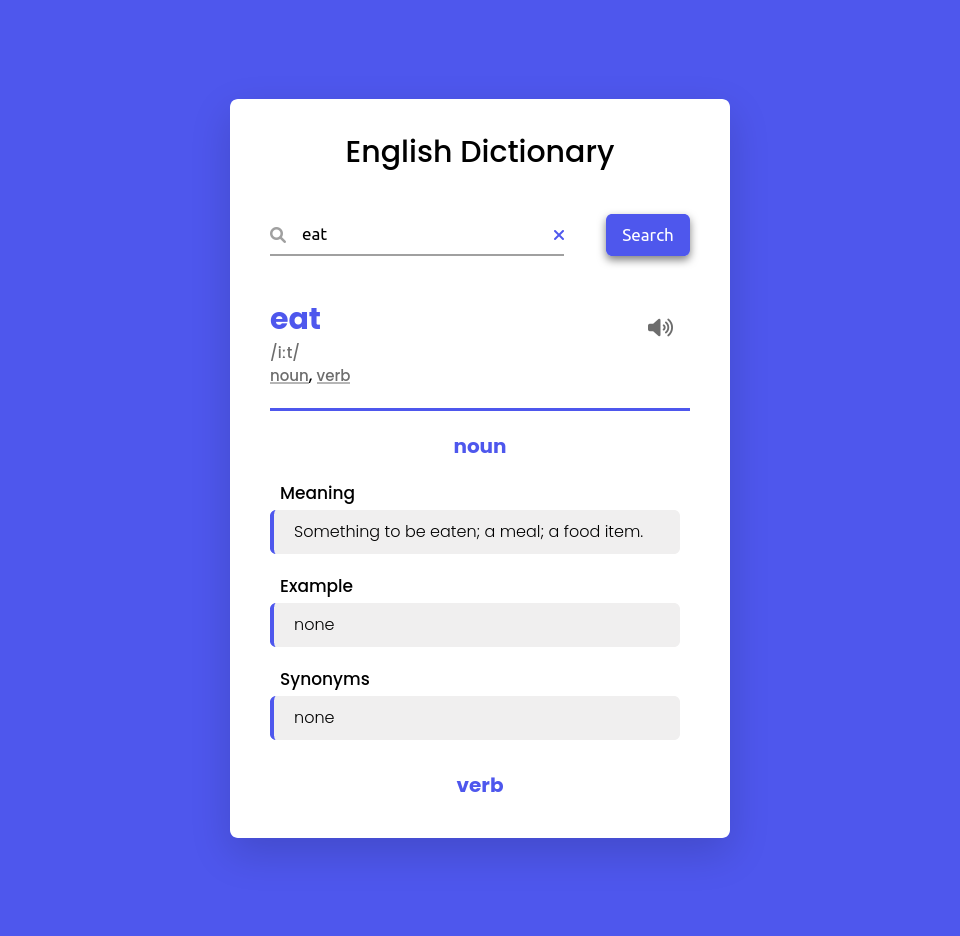 English Dictionary
eat
Search
eat
/iːt/
noun, verb
noun
Meaning
Something to be eaten; a meal; a food item.
Example
none
Synonyms
none
verb